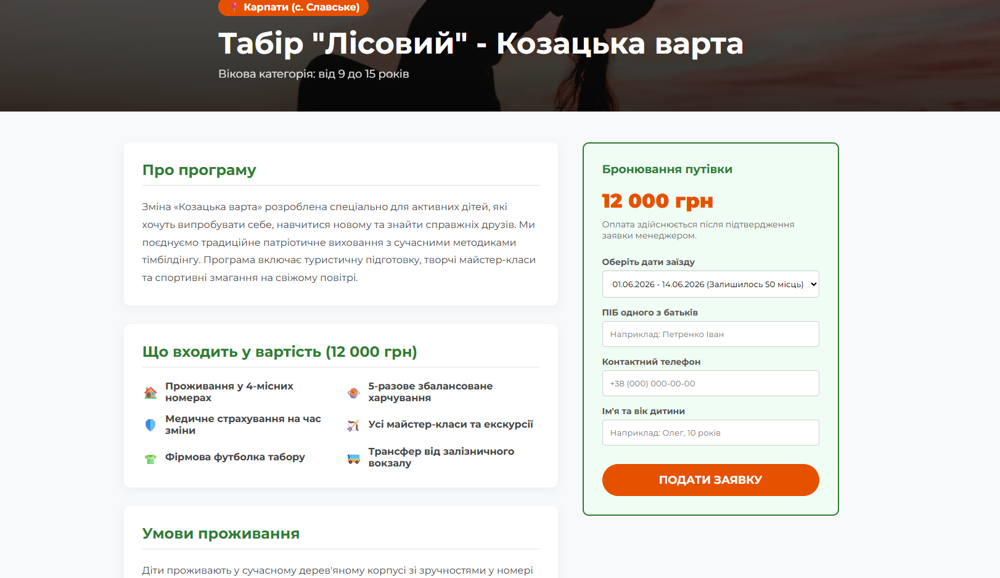 Карпати (с. Славське)
Табір "Лісовий" - Козацька варта
Вікова категорія: від 9 до 15 років
Про програму
Зміна «Козацька варта» розроблена спеціально для активних дітей, які
хочуть випробувати себе, навчитися новому та знайти справжніх друзів. Ми
поєднуємо традиційне патріотичне виховання з сучасними методиками
тімбілдінгу. Програма включає туристичну підготовку, творчі майстер-класи
та спортивні змагання на свіжому повітрі.
Що входить у вартість (12 000 грн)
Проживання у 4-місних
номерах
5-разове збалансоване
харчування
Медичне страхування на час
зміни
Усі майстер-класи та екскурсії
Фірмова футболка табору
Трансфер від залізничного
вокзалу
Умови проживання
Діти проживають у сучасному дерев'яному корпусі зі зручностями у номері
Бронювання путівки
12 000 грн
Оплата здійснюється після підтвердження
заявки менеджером.
Оберіть дати заїзду
01.06.2026 - 14.06.2026 (Залишилось 50 місць)
ПІБ одного з батьків
Наприклад: Петренко Іван
Контактний телефон
+38 (000) 000-00-00
Ім'я та вік дитини
Наприклад: Олег, 10 років
ПОДАТИ ЗАЯВКУ